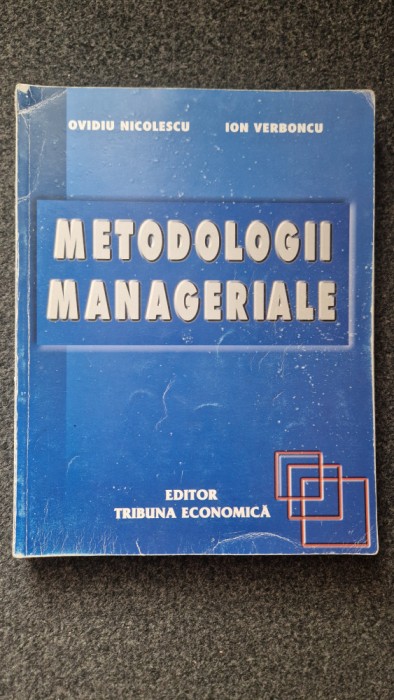 OVIDIU NICOLESCU ION VERBONCU
METODOLOGII
MANAGERIALE
EDITOR
TRIBUNA ECONOMICĂ